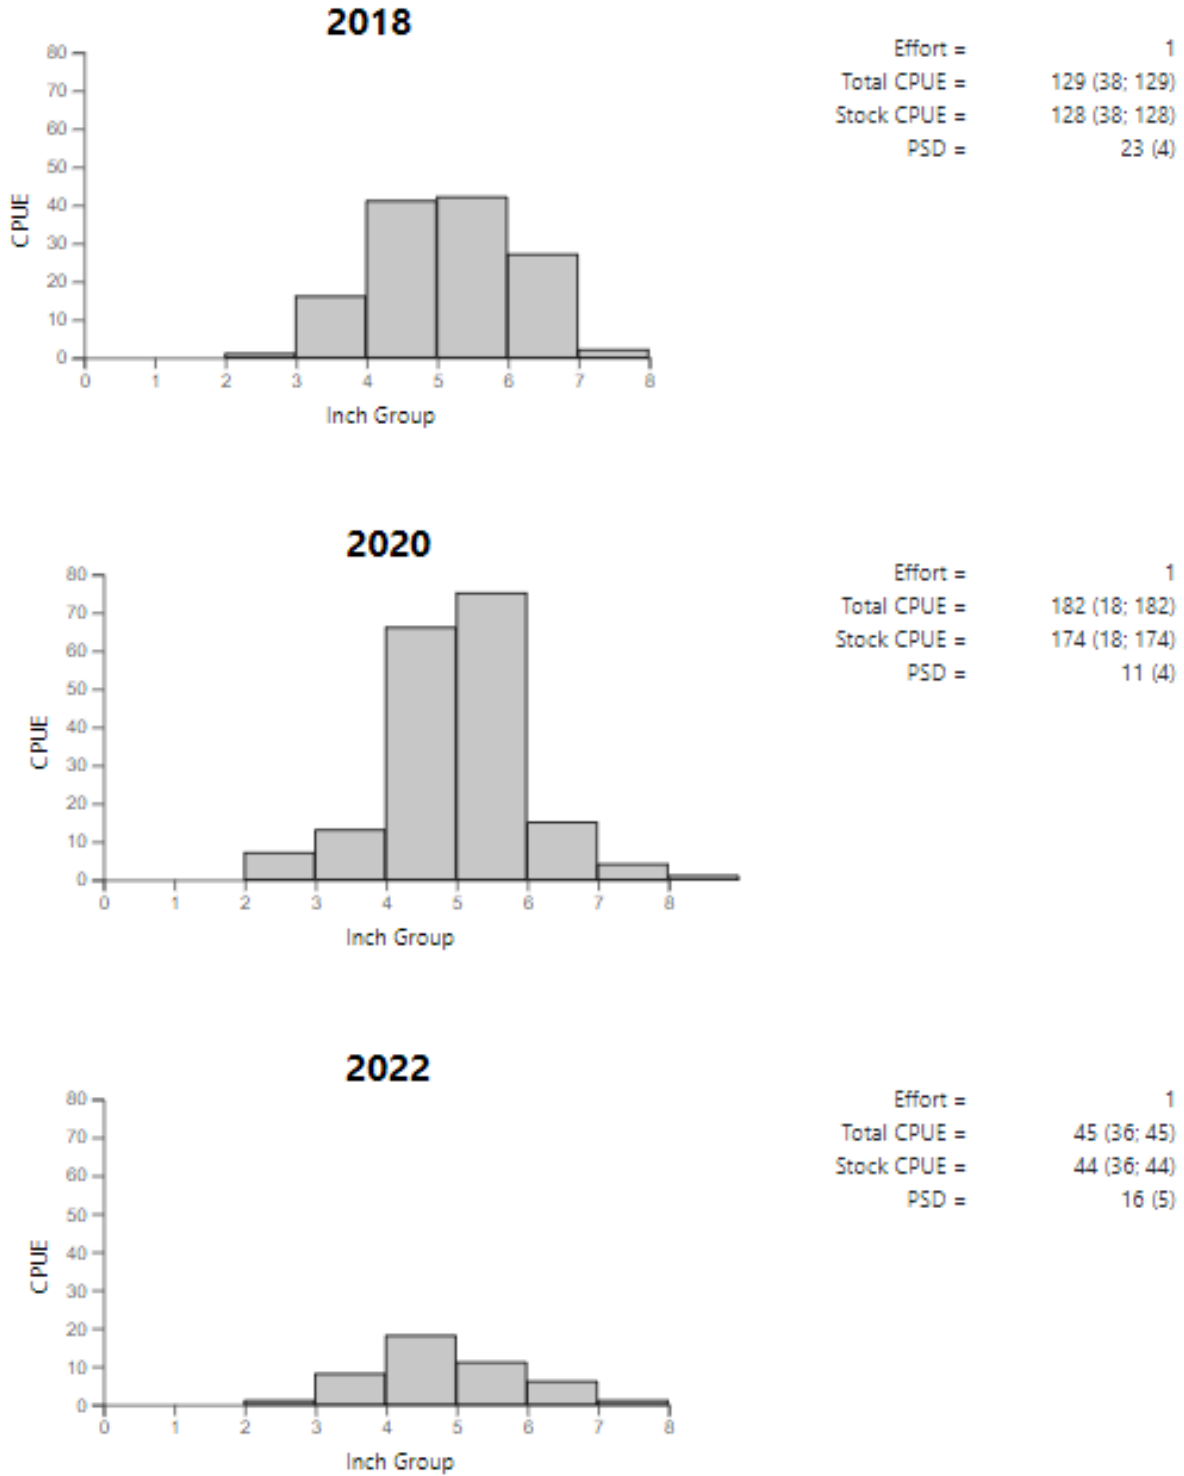 2018
Effort = 1
Total CPUE = 129 (38; 129)
Stock CPUE = 128 (38; 128)
PSD = 23 (4)
80
70
60
50
40
30
20
10
0
CPUE
0 1 2 3 4 5 6 7 8
Inch Group
2020
Effort = 1
Total CPUE = 182 (18; 182)
Stock CPUE = 174 (18; 174)
PSD = 11 (4)
80
70
60
50
40
30
20
10
0
CPUE
0 1 2 3 4 5 6 7 8
Inch Group
2022
Effort = 1
Total CPUE = 45 (36; 45)
Stock CPUE = 44 (36; 44)
PSD = 16 (5)
80
70
60
50
40
30
20
10
0
CPUE
0 1 2 3 4 5 6 7 8
Inch Group